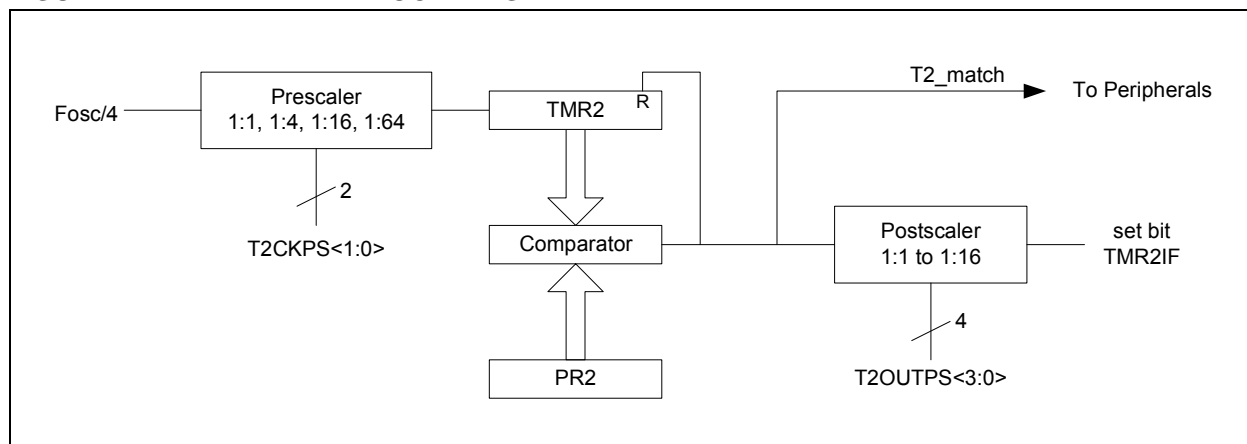 T2_match
To Peripherals
Fosc/4
Prescaler
1:1, 1:4, 1:16, 1:64
TMR2
R
2
T2CKPS<1:0>
Comparator
Postscaler
1:1 to 1:16
set bit
TMR2IF
4
T2OUTPS<3:0>
PR2